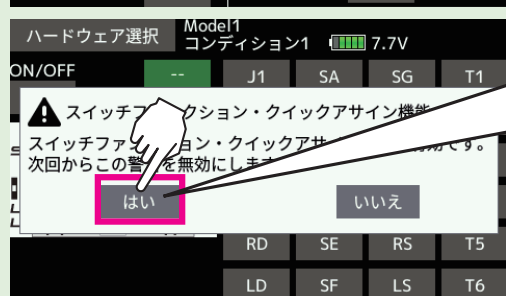 ハードウェア選択
Model1
コンディション1 7.7V
ON/OFF -- J1 SA SG T1
スイッチファ クション・クイックアサイン機能
スイッチファ ョン・クイックアサ です。
次回からこの警 を無効にしま
はい いいえ
RD SE RS T5
LD SF LS T6